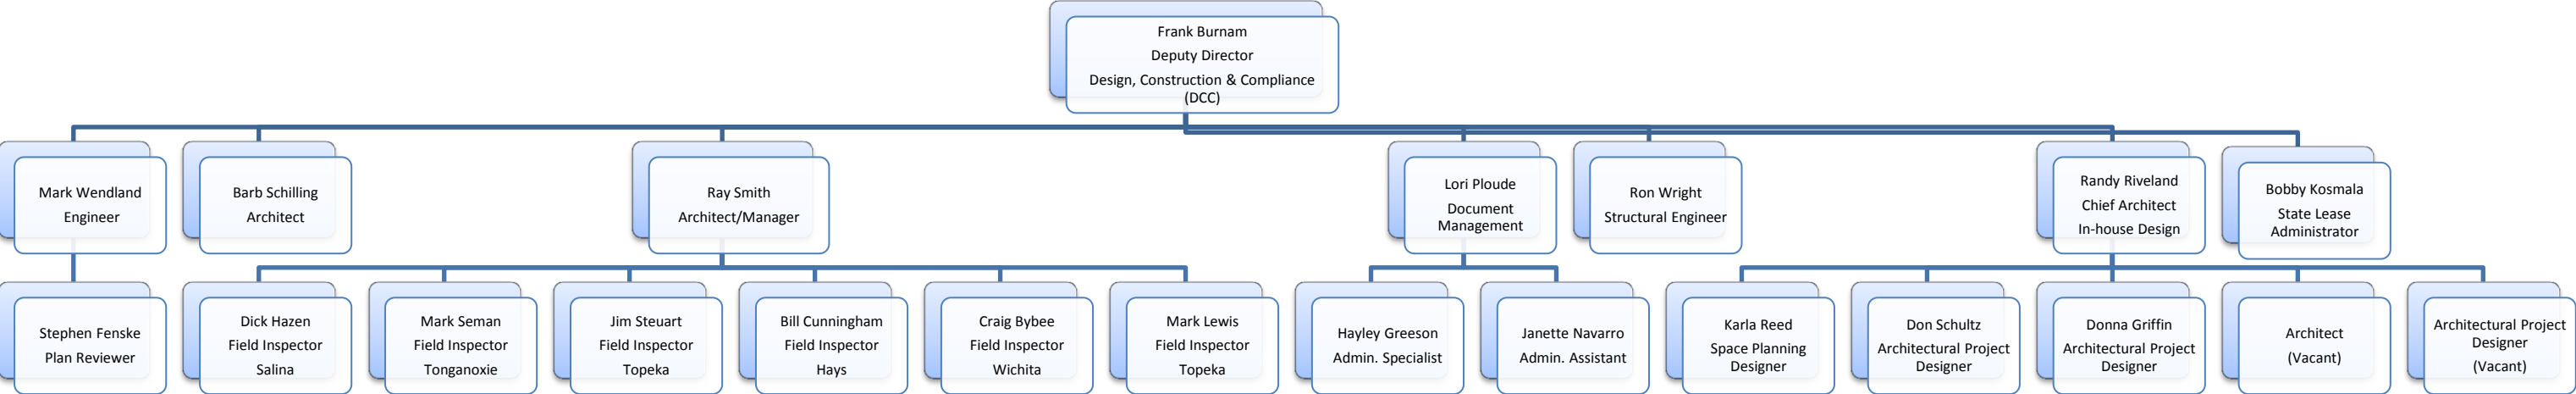 Frank Burnam
Deputy Director
Design, Construction & Compliance
(DCC)
Mark Wendland
Engineer
Barb Schilling
Architect
Ray Smith
Architect/Manager
Lori Ploude
Document
Management
Ron Wright
Structural Engineer
Randy Riveland
Chief Architect
In-house Design
Bobby Kosmala
State Lease
Administrator
Stephen Fenske
Plan Reviewer
Dick Hazen
Field Inspector
Salina
Mark Seman
Field Inspector
Tonganoxie
Jim Steuart
Field Inspector
Topeka
Bill Cunningham
Field Inspector
Hays
Craig Bybee
Field Inspector
Wichita
Mark Lewis
Field Inspector
Topeka
Hayley Greeson
Admin. Specialist
Janette Navarro
Admin. Assistant
Karla Reed
Space Planning
Designer
Don Schultz
Architectural Project
Designer
Donna Griffin
Architectural Project
Designer
Architect
(Vacant)
Architectural Project
Designer
(Vacant)